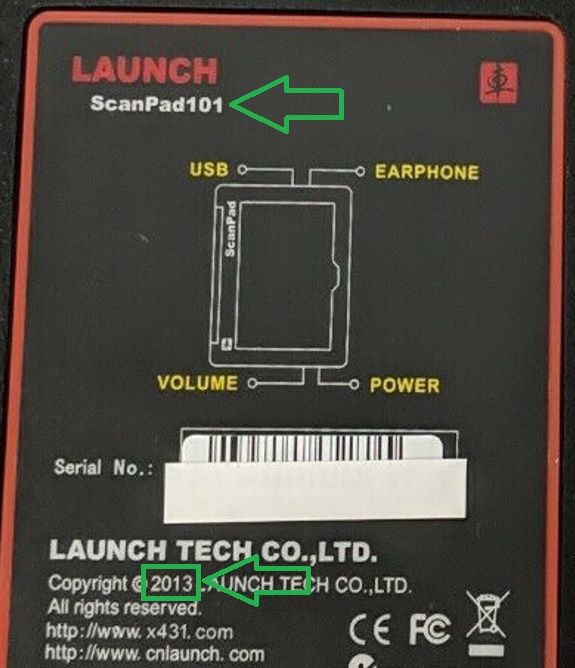 LAUNCH
ScanPad101
USB
EARPHONE
ScanPad
VOLUME
POWER
Serial No.:
LAUNCH TECH CO.,LTD.
Copyright © 2013 LAUNCH TECH CO.,LTD.
All rights reserved.
http://www. x431. com
http://www. cnlaunch. com
CE FC